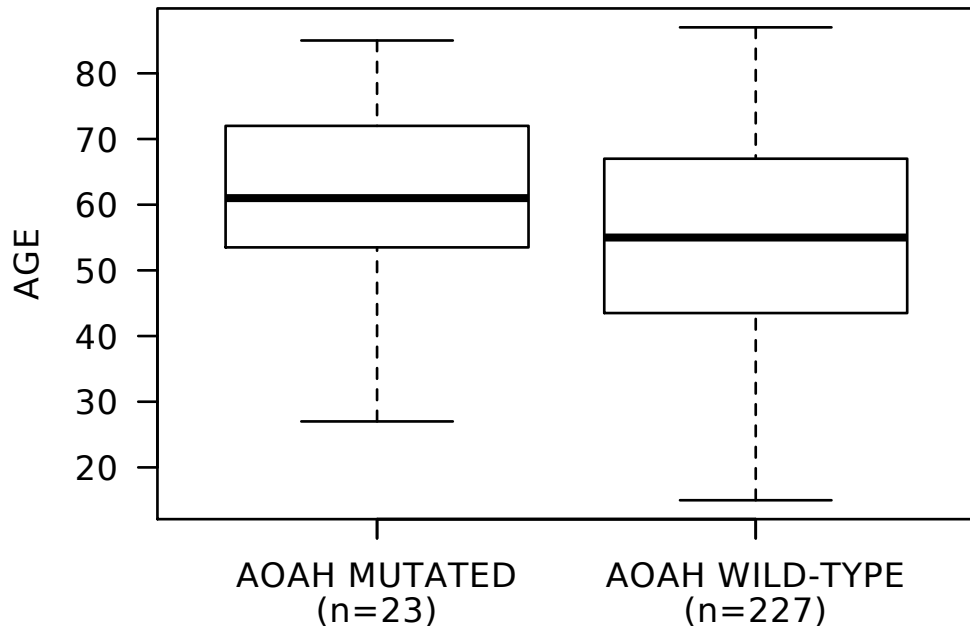 AGE
80
70
60
50
40
30
20
AOAH MUTATED
(n=23)
AOAH WILD-TYPE
(n=227)